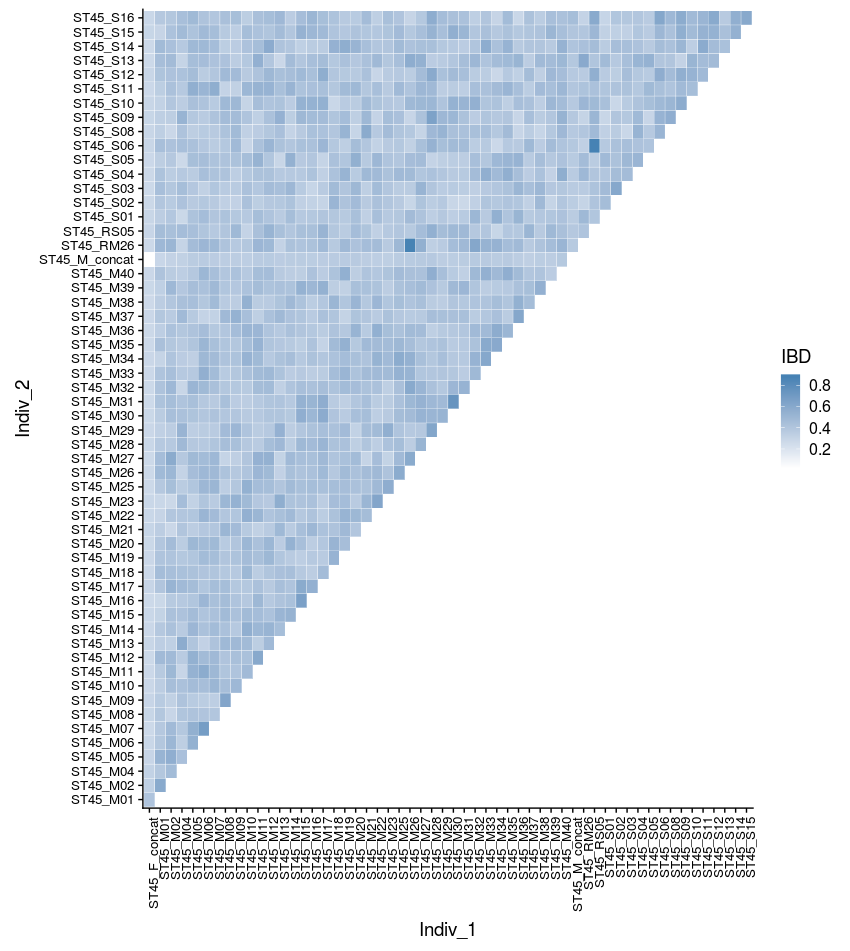 ST45_S16
ST45_S15
ST45_S14
ST45_S13
ST45_S12
ST45_S11
ST45_S10
ST45_S09
ST45_S08
ST45_S06
ST45_S05
ST45_S04
ST45_S03
ST45_S02
ST45_S01
ST45_RS05
ST45_RM26
ST45_M_concat
ST45_M40
ST45_M39
ST45_M38
ST45_M37
ST45_M36
ST45_M35
ST45_M34
ST45_M33
ST45_M32
ST45_M31
ST45_M30
ST45_M29
ST45_M28
ST45_M27
ST45_M26
ST45_M25
ST45_M23
ST45_M22
ST45_M21
ST45_M20
ST45_M19
ST45_M18
ST45_M17
ST45_M16
ST45_M15
ST45_M14
ST45_M13
ST45_M12
ST45_M11
ST45_M10
ST45_M09
ST45_M08
ST45_M07
ST45_M06
ST45_M05
ST45_M04
ST45_M02
ST45_M01
Indiv_2
ST45_F_concat
ST45_M01
ST45_M02
ST45_M04
ST45_M05
ST45_M06
ST45_M07
ST45_M08
ST45_M09
ST45_M10
ST45_M11
ST45_M12
ST45_M13
ST45_M14
ST45_M15
ST45_M16
ST45_M17
ST45_M18
ST45_M19
ST45_M20
ST45_M21
ST45_M22
ST45_M23
ST45_M25
ST45_M26
ST45_M27
ST45_M28
ST45_M29
ST45_M30
ST45_M31
ST45_M32
ST45_M33
ST45_M34
ST45_M35
ST45_M36
ST45_M37
ST45_M38
ST45_M39
ST45_M40
ST45_M_concat
ST45_RM26
ST45_RS05
ST45_S01
ST45_S02
ST45_S03
ST45_S04
ST45_S05
ST45_S06
ST45_S08
ST45_S09
ST45_S10
ST45_S11
ST45_S12
ST45_S13
ST45_S14
ST45_S15
Indiv_1
IBD
0.8
0.6
0.4
0.2